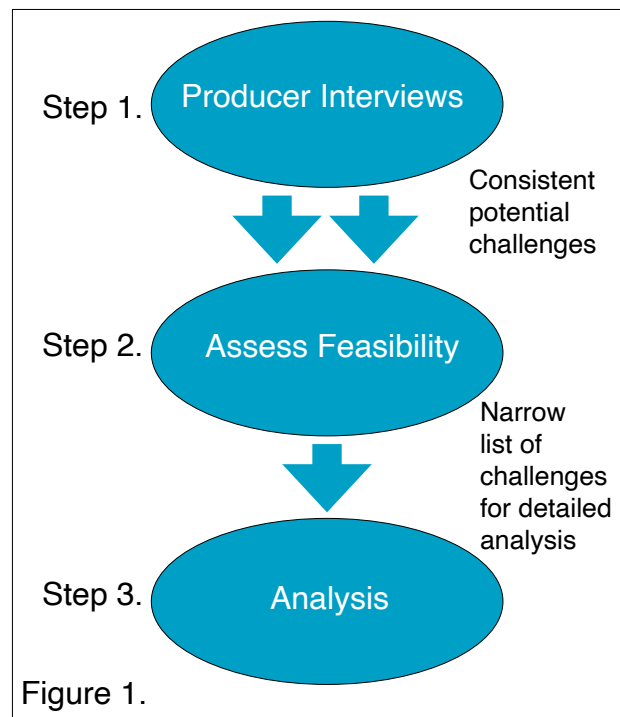 Step 1.
Producer Interviews
Consistent
potential
challenges
Step 2.
Assess Feasibility
Narrow
list of
challenges
for detailed
analysis
Step 3.
Analysis
Figure 1.